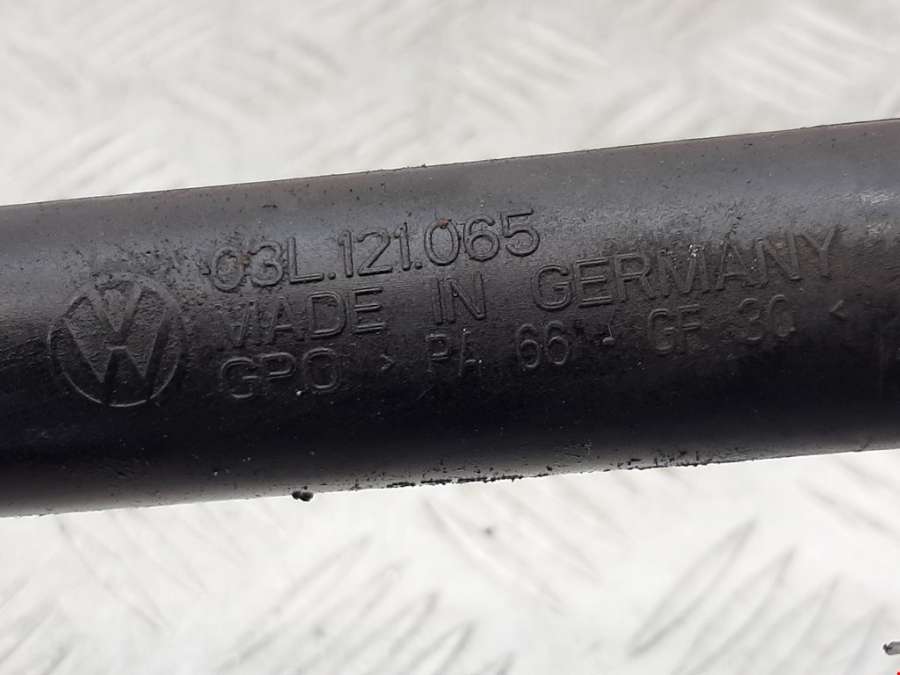 03L.121.065
MADE IN GERMANY
GPO > PA 66 - GF 30 <